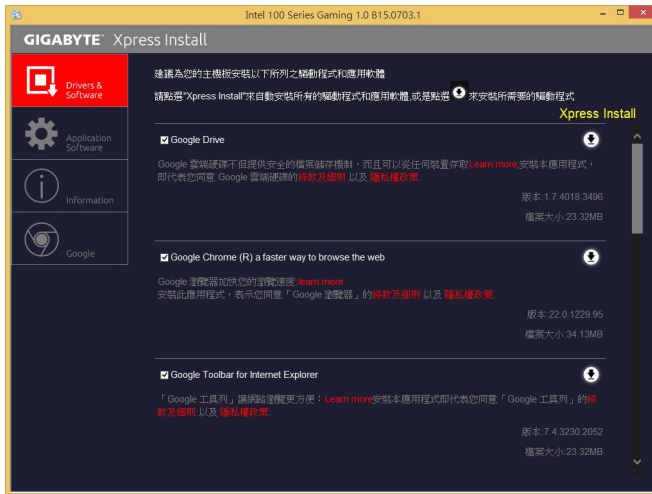 Intel 100 Series Gaming 1.0 B15.0703.1
GIGABYTE™ Xpress Install
Drivers &
Software
Application
Software
Information
Google
建議為您的主機板安裝以下所列之驅動程式和應用軟體
請點選"Xpress Install"來自動安裝所有的驅動程式和應用軟體,或是點選 來安裝所需要的驅動程式
Xpress Install
Google Drive
Google 雲端硬碟不但提供安全的檔案儲存機制，而且可以從任何裝置存取Learn more,安裝本應用程式，
即代表您同意 Google 雲端硬碟的條款及細則 以及 隱私權政策.
版本:1.7.4018.3496
檔案大小:23.32MB
Google Chrome (R) a faster way to browse the web
Google 瀏覽器加快您的瀏覽速度:learn more
安裝此應用程式，表示您同意「Google 瀏覽器」的條款及細則 以及 隱私權政策.
版本:22.0.1229.95
檔案大小:34.13MB
Google Toolbar for Internet Explorer
「Google 工具列」讓網路瀏覽更方便：Learn more安裝本應用程式即代表您同意「Google 工具列」的條
款及細則 以及 隱私權政策.
版本:7.4.3230.2052
檔案大小:23.32MB